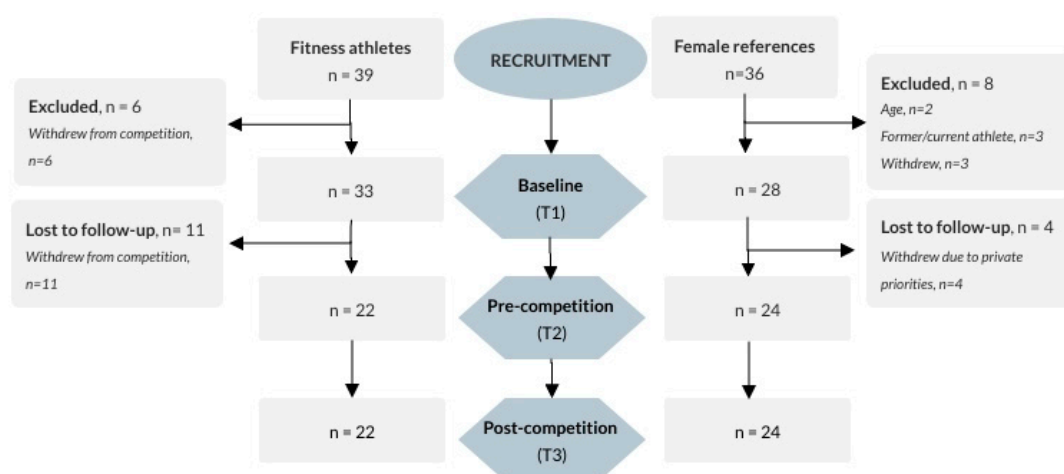 Fitness athletes
n = 39
RECRUITMENT
Female references
n=36
Excluded, n = 6
Withdrew from competition,
n=6
Excluded, n = 8
Age, n=2
Former/current athlete, n=3
Withdrew, n=3
n = 33
Baseline
(T1)
n = 28
Lost to follow-up, n= 11
Withdrew from competition,
n=11
Lost to follow-up, n = 4
Withdrew due to private
priorities, n=4
n = 22
Pre-competition
(T2)
n = 24
n = 22
Post-competition
(T3)
n = 24